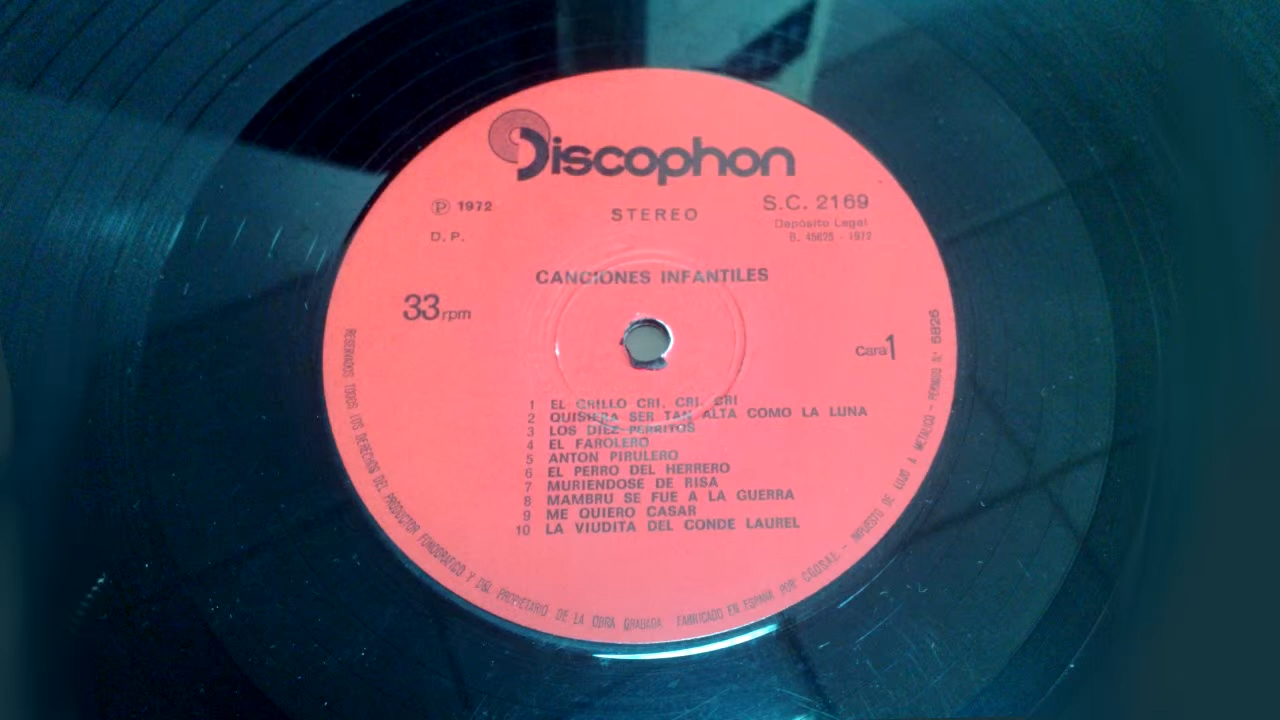 Discophon
Ⓟ 1972
STEREO
S.C. 2169
D.P.
Depósito Legal
B. 45625 - 1972
CANCIONES INFANTILES
33 rpm
Cara 1
1 EL GRILLO CRI, CRI, CRI
2 QUISIERA SER TAN ALTA COMO LA LUNA
3 LOS DIEZ PERRITOS
4 EL FAROLERO
5 ANTON PIRULERO
6 EL PERRO DEL HERRERO
7 MURIENDOSE DE RISA
8 MAMBRU SE FUE A LA GUERRA
9 ME QUIERO CASAR
10 LA VIUDITA DEL CONDE LAUREL
RESERVADOS TODOS LOS DERECHOS DEL PRODUCTOR FONOGRAFICO Y DEL PROPIETARIO DE LA OBRA GRABADA FABRICADO EN ESPAÑA POR C.G.D.S.A.E. - IMPUESTO DE LUJO A METALICO - PERMISO N.º 5826